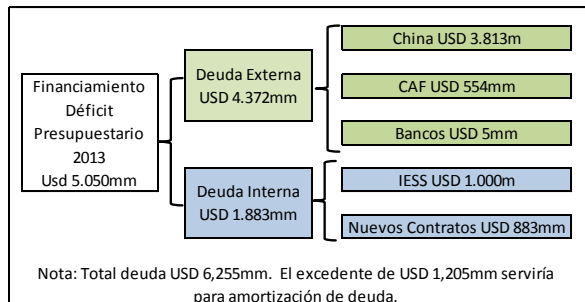 Financiamiento
Déficit
Presupuestario
2013
Usd 5.050mm
Deuda Externa
USD 4.372mm
China USD 3.813m
CAF USD 554mm
Bancos USD 5mm
Deuda Interna
USD 1.883mm
IESS USD 1.000m
Nuevos Contratos USD 883mm
Nota: Total deuda USD 6,255mm. El excedente de USD 1,205mm serviría
para amortización de deuda.